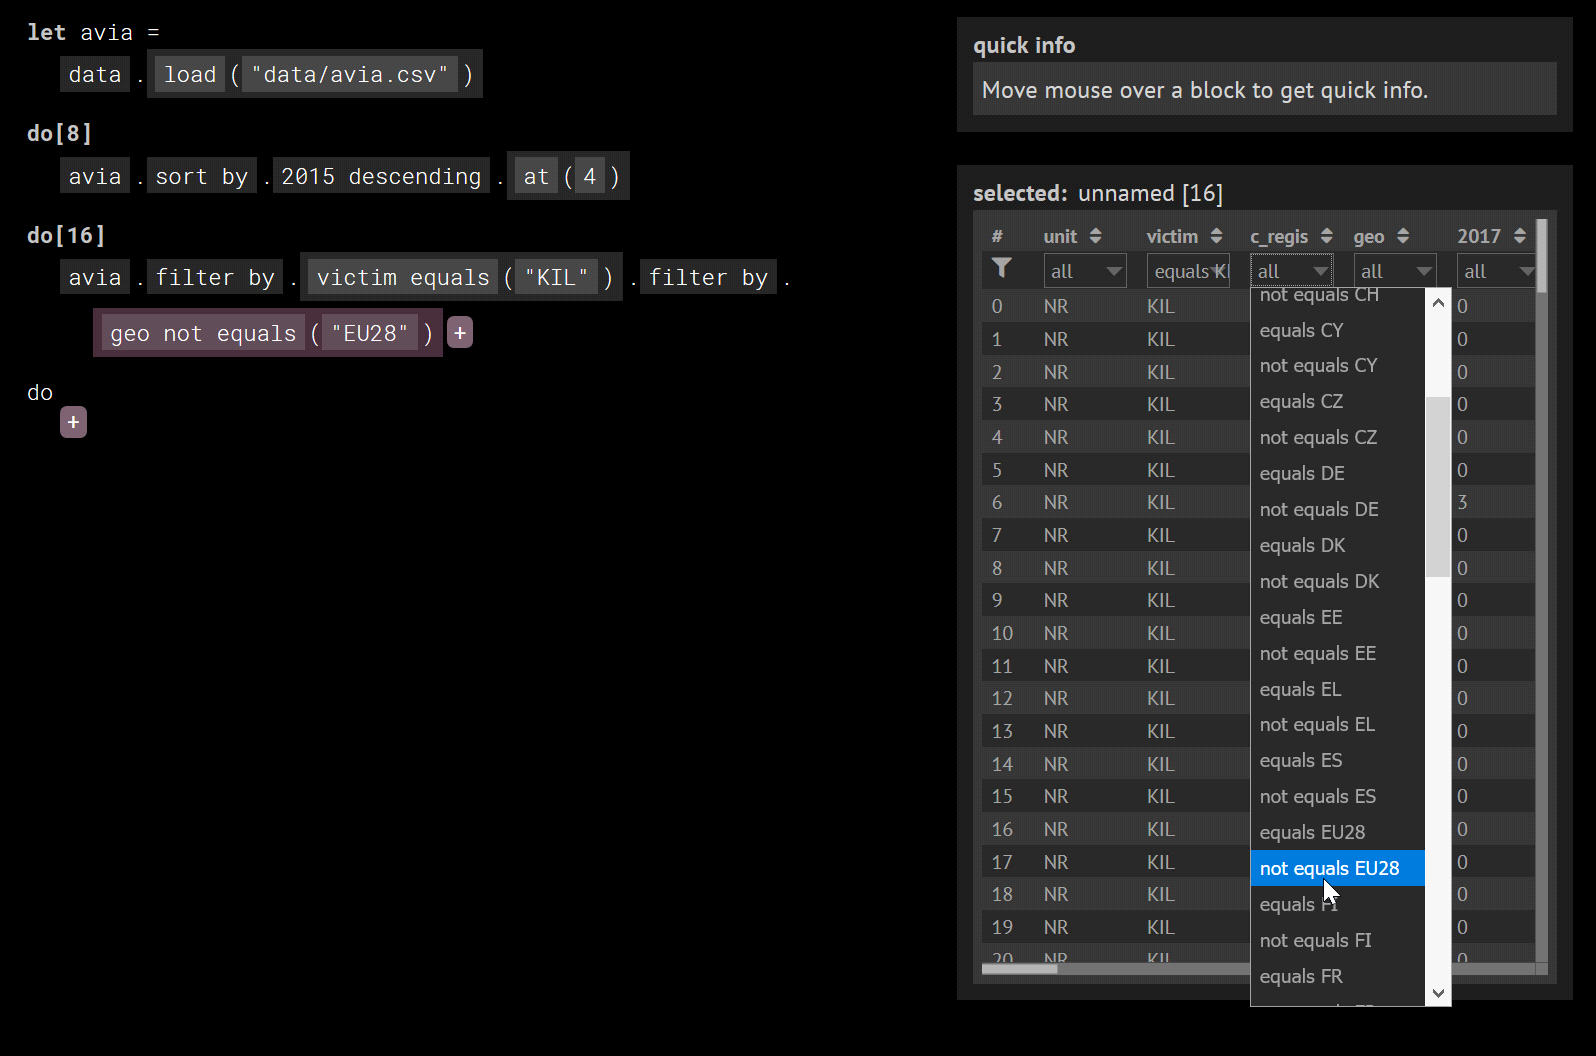 let avia =
data . load ( "data/avia.csv" )
do[8]
avia . sort by . 2015 descending . at ( 4 )
do[16]
avia . filter by . victim equals ( "KIL" ) . filter by .
geo not equals ( "EU28" ) +
do
+
quick info
Move mouse over a block to get quick info.
selected: unnamed [16]
# unit victim c_regis geo 2017
all equals KI all all all
0 NR KIL 0
1 NR KIL 0
2 NR KIL 0
3 NR KIL 0
4 NR KIL 0
5 NR KIL 0
6 NR KIL 3
7 NR KIL 0
8 NR KIL 0
9 NR KIL 0
10 NR KIL 0
11 NR KIL 0
12 NR KIL 0
13 NR KIL 0
14 NR KIL 0
15 NR KIL 0
16 NR KIL 0
17 NR KIL 0
18 NR KIL 0
19 NR KIL 0
20 NR KIL 0
not equals CH
equals CY
not equals CY
equals CZ
not equals CZ
equals DE
not equals DE
equals DK
not equals DK
equals EE
not equals EE
equals EL
not equals EL
equals ES
not equals ES
equals EU28
not equals EU28
equals FI
not equals FI
equals FR